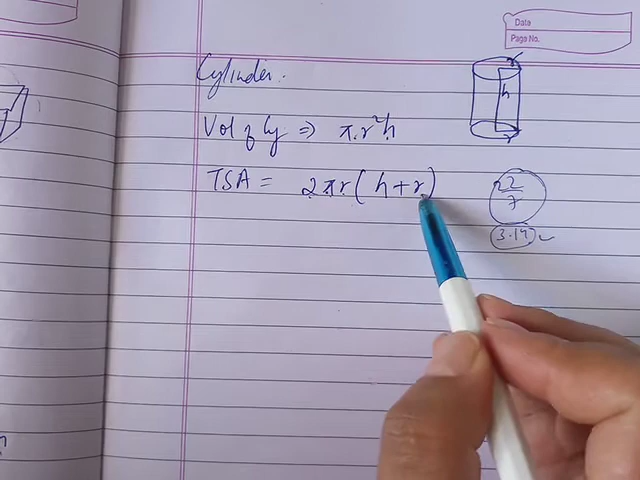 Date
Page No.
Cylinder:
h
r
Vol of Cy ⇒ π.r²h
TSA = 2πr(h+r)
22/7
3.14